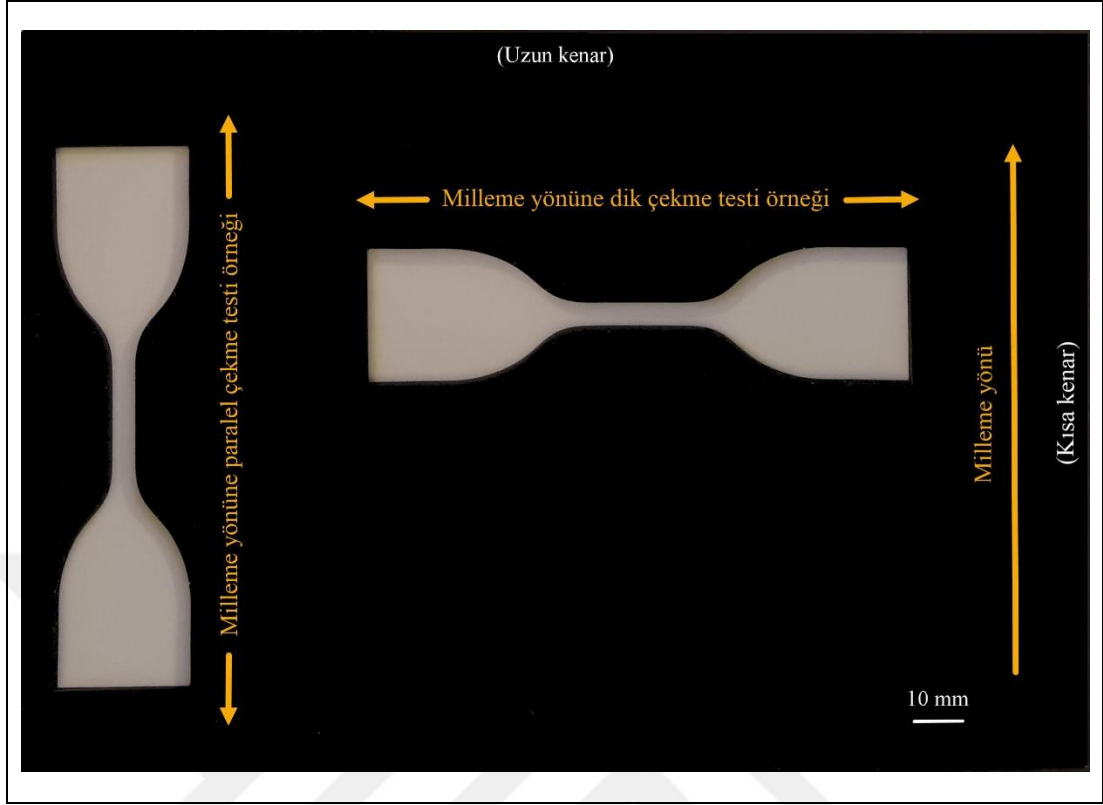 (Uzun kenar)
Milleme yönüne paralel çekme testi örneği
Milleme yönüne dik çekme testi örneği
Milleme yönü
(Kısa kenar)
10 mm